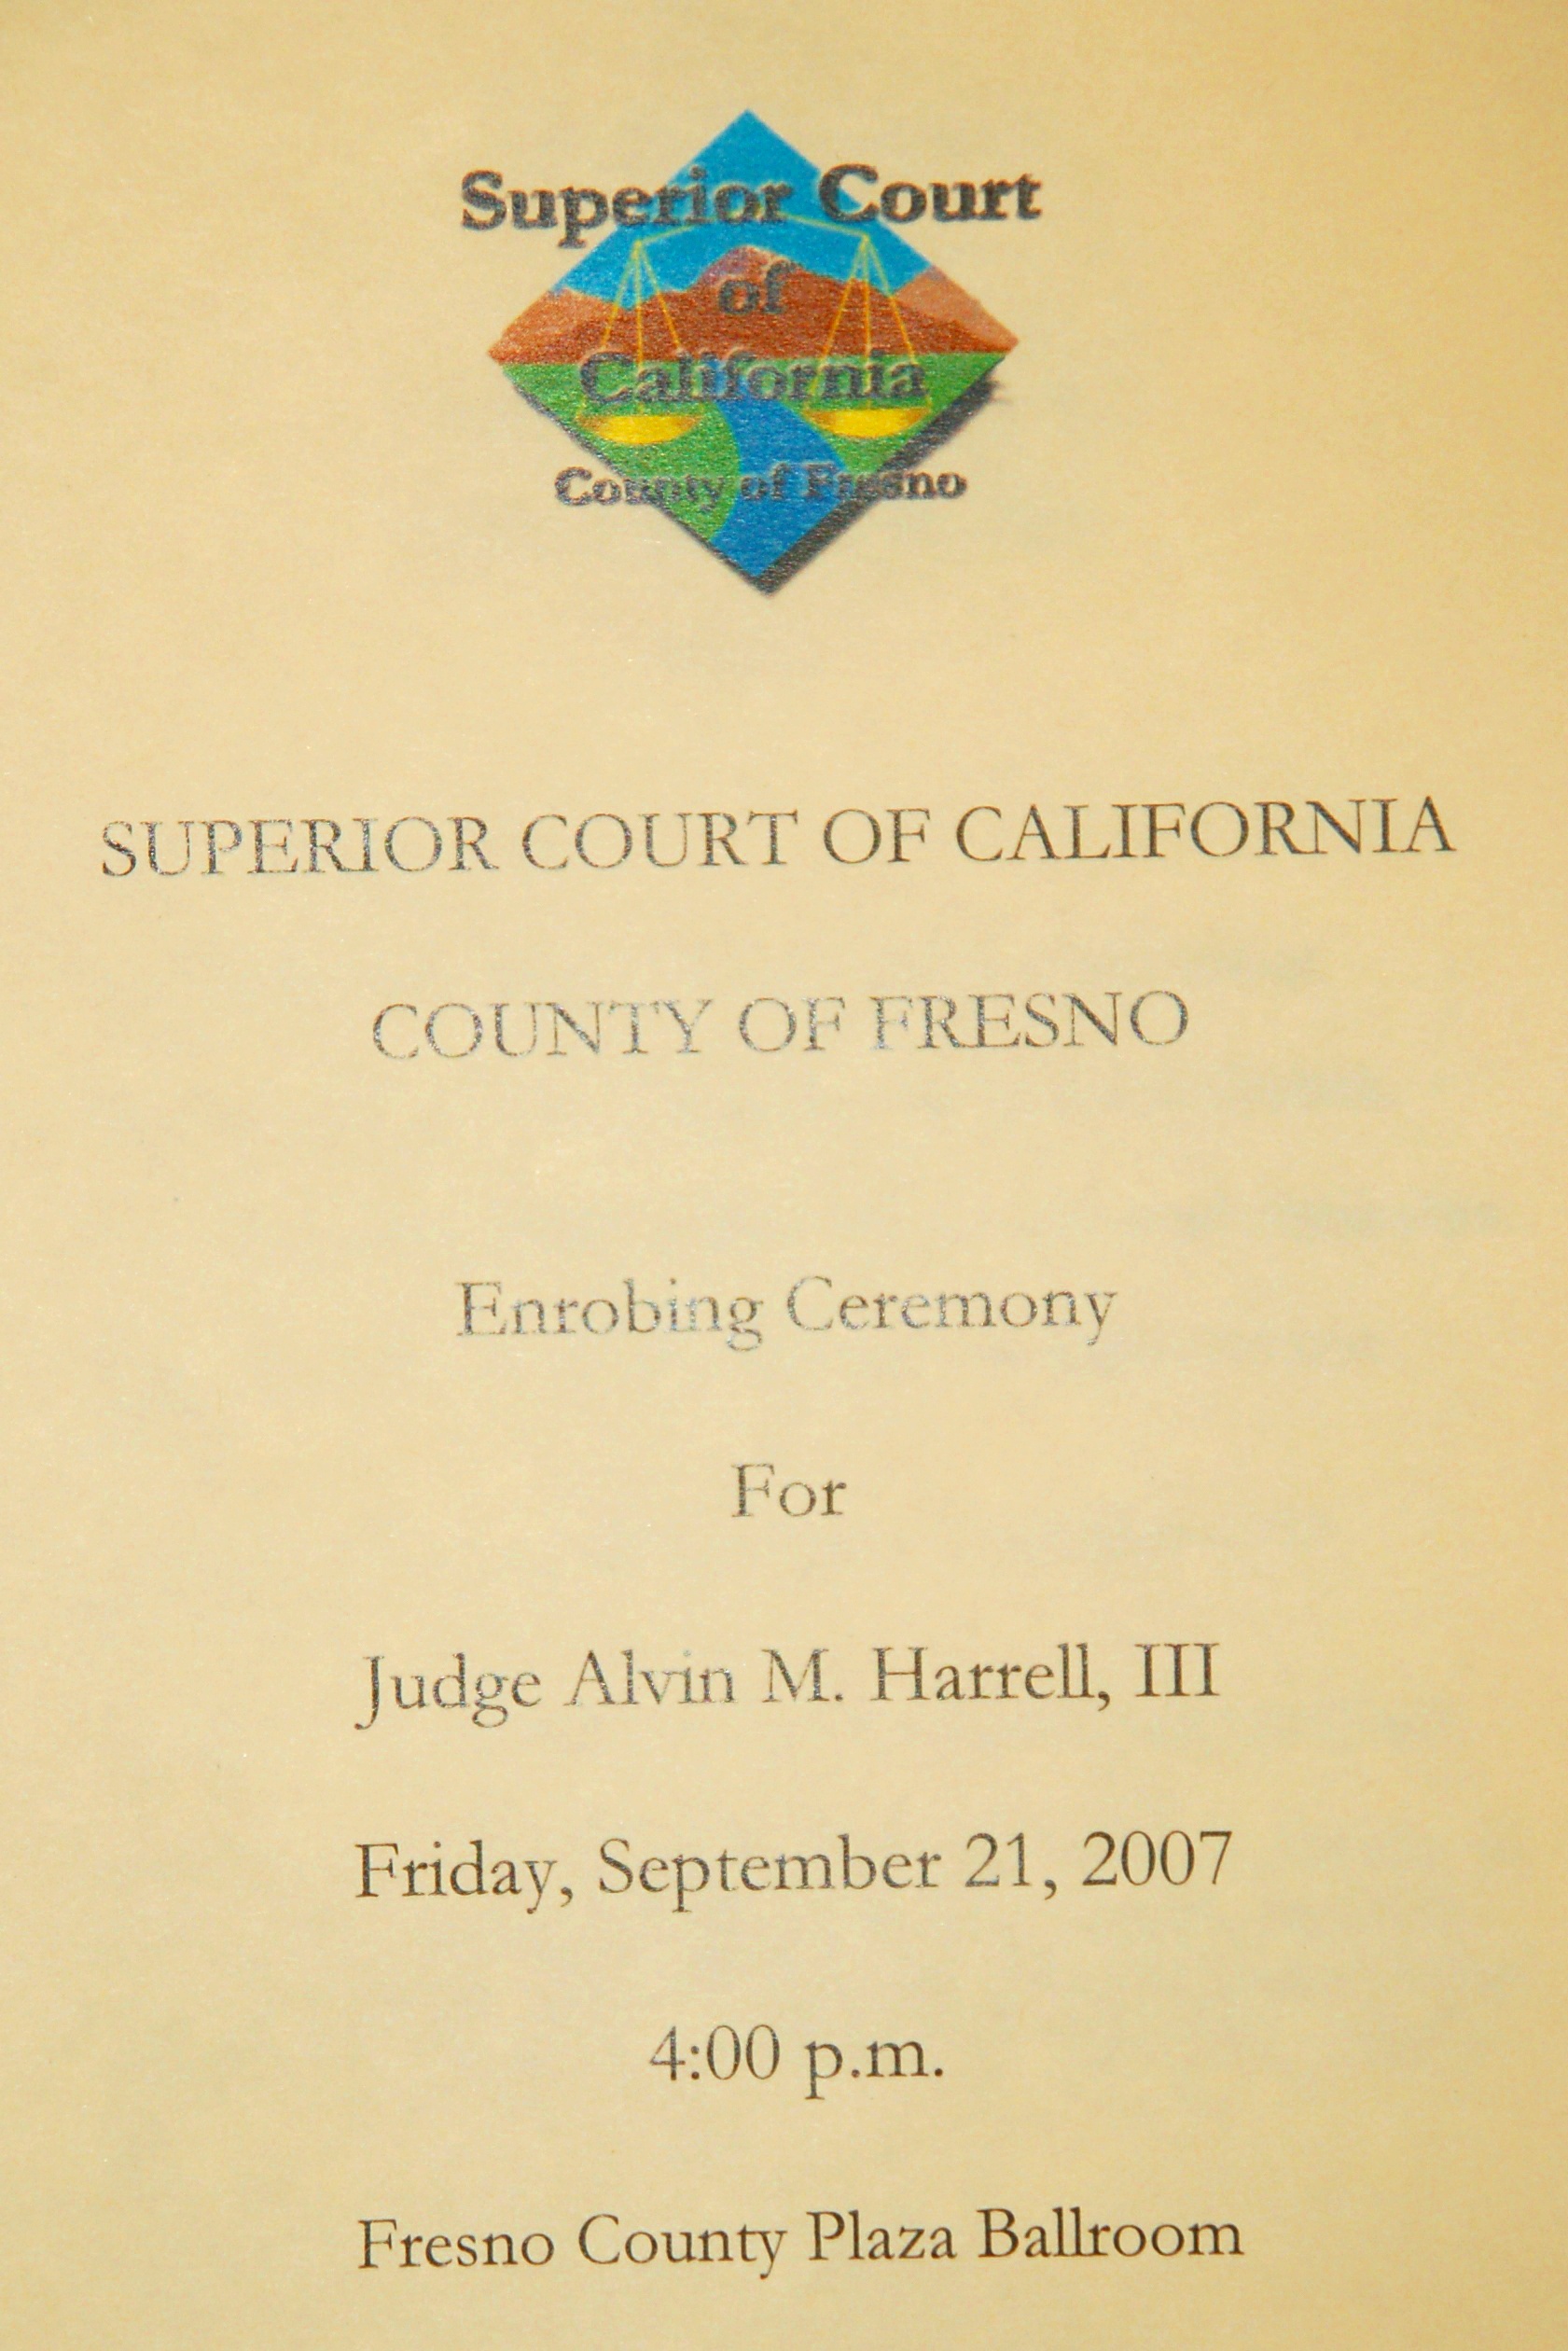 Superior Court
of
California
County of Fresno
SUPERIOR COURT OF CALIFORNIA
COUNTY OF FRESNO
Enrobing Ceremony
For
Judge Alvin M. Harrell, III
Friday, September 21, 2007
4:00 p.m.
Fresno County Plaza Ballroom